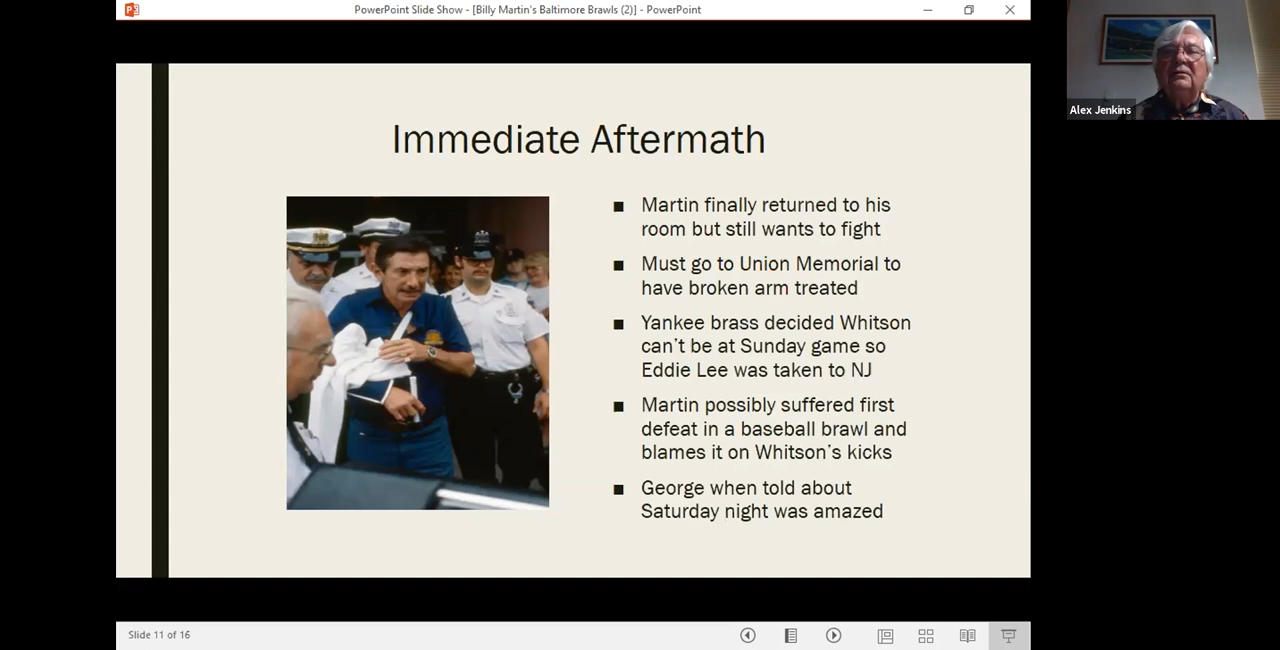 PowerPoint Slide Show - [Billy Martin's Baltimore Brawls (2)] - PowerPoint
Alex Jenkins
Immediate Aftermath
■ Martin finally returned to his
room but still wants to fight
■ Must go to Union Memorial to
have broken arm treated
■ Yankee brass decided Whitson
can't be at Sunday game so
Eddie Lee was taken to NJ
■ Martin possibly suffered first
defeat in a baseball brawl and
blames it on Whitson's kicks
■ George when told about
Saturday night was amazed
Slide 11 of 16